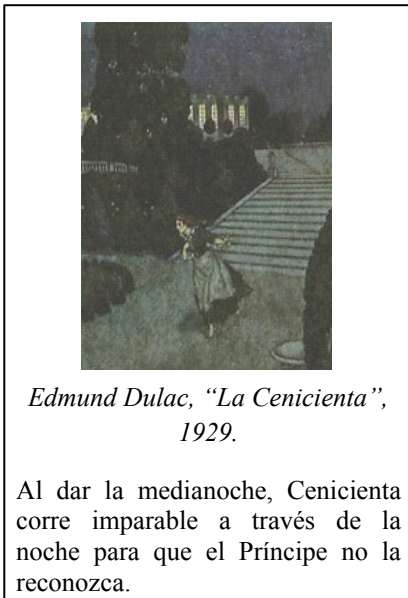 Edmund Dulac, “La Cenicienta”,
1929.
Al dar la medianoche, Cenicienta
corre imparable a través de la
noche para que el Príncipe no la
reconozca.